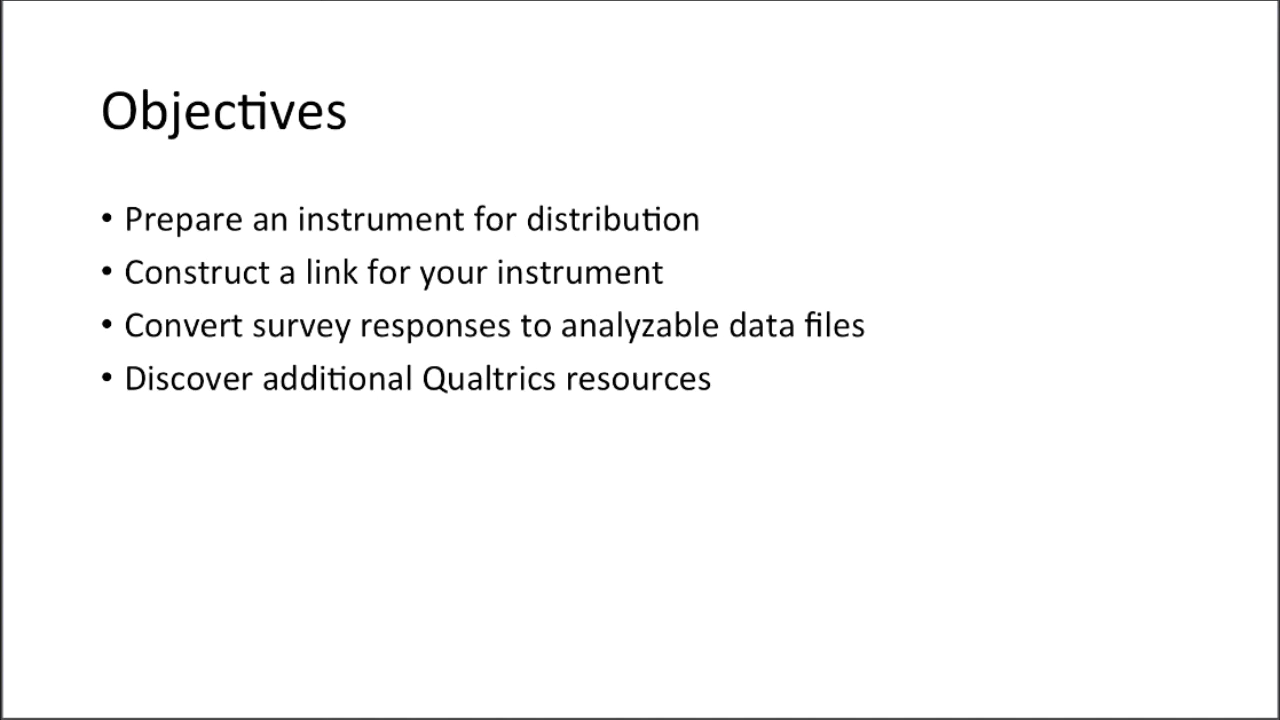 Objectives
• Prepare an instrument for distribution
• Construct a link for your instrument
• Convert survey responses to analyzable data files
• Discover additional Qualtrics resources